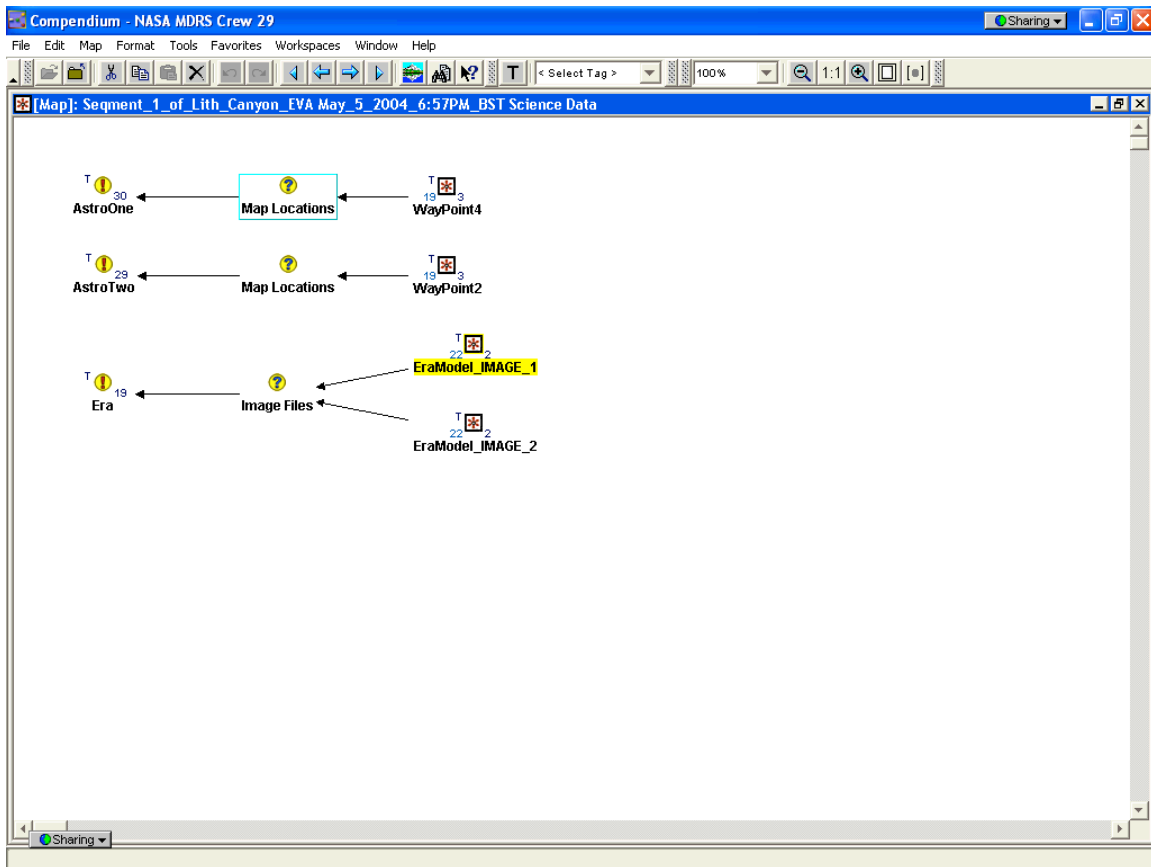 Compendium - NASA MDRS Crew 29
Sharing
File Edit Map Format Tools Favorites Workspaces Window Help
T < Select Tag > 100% 1:1
[Map]: Seqment_1_of_Lith_Canyon_EVA May_5_2004_6:57PM_BST Science Data
T ! 30 ? T 19 3
AstroOne Map Locations WayPoint4
T ! 29 ? T 19 3
AstroTwo Map Locations WayPoint2
T 22 2
EraModel_IMAGE_1
T ! 19 ?
Era Image Files
T 22 2
EraModel_IMAGE_2
Sharing